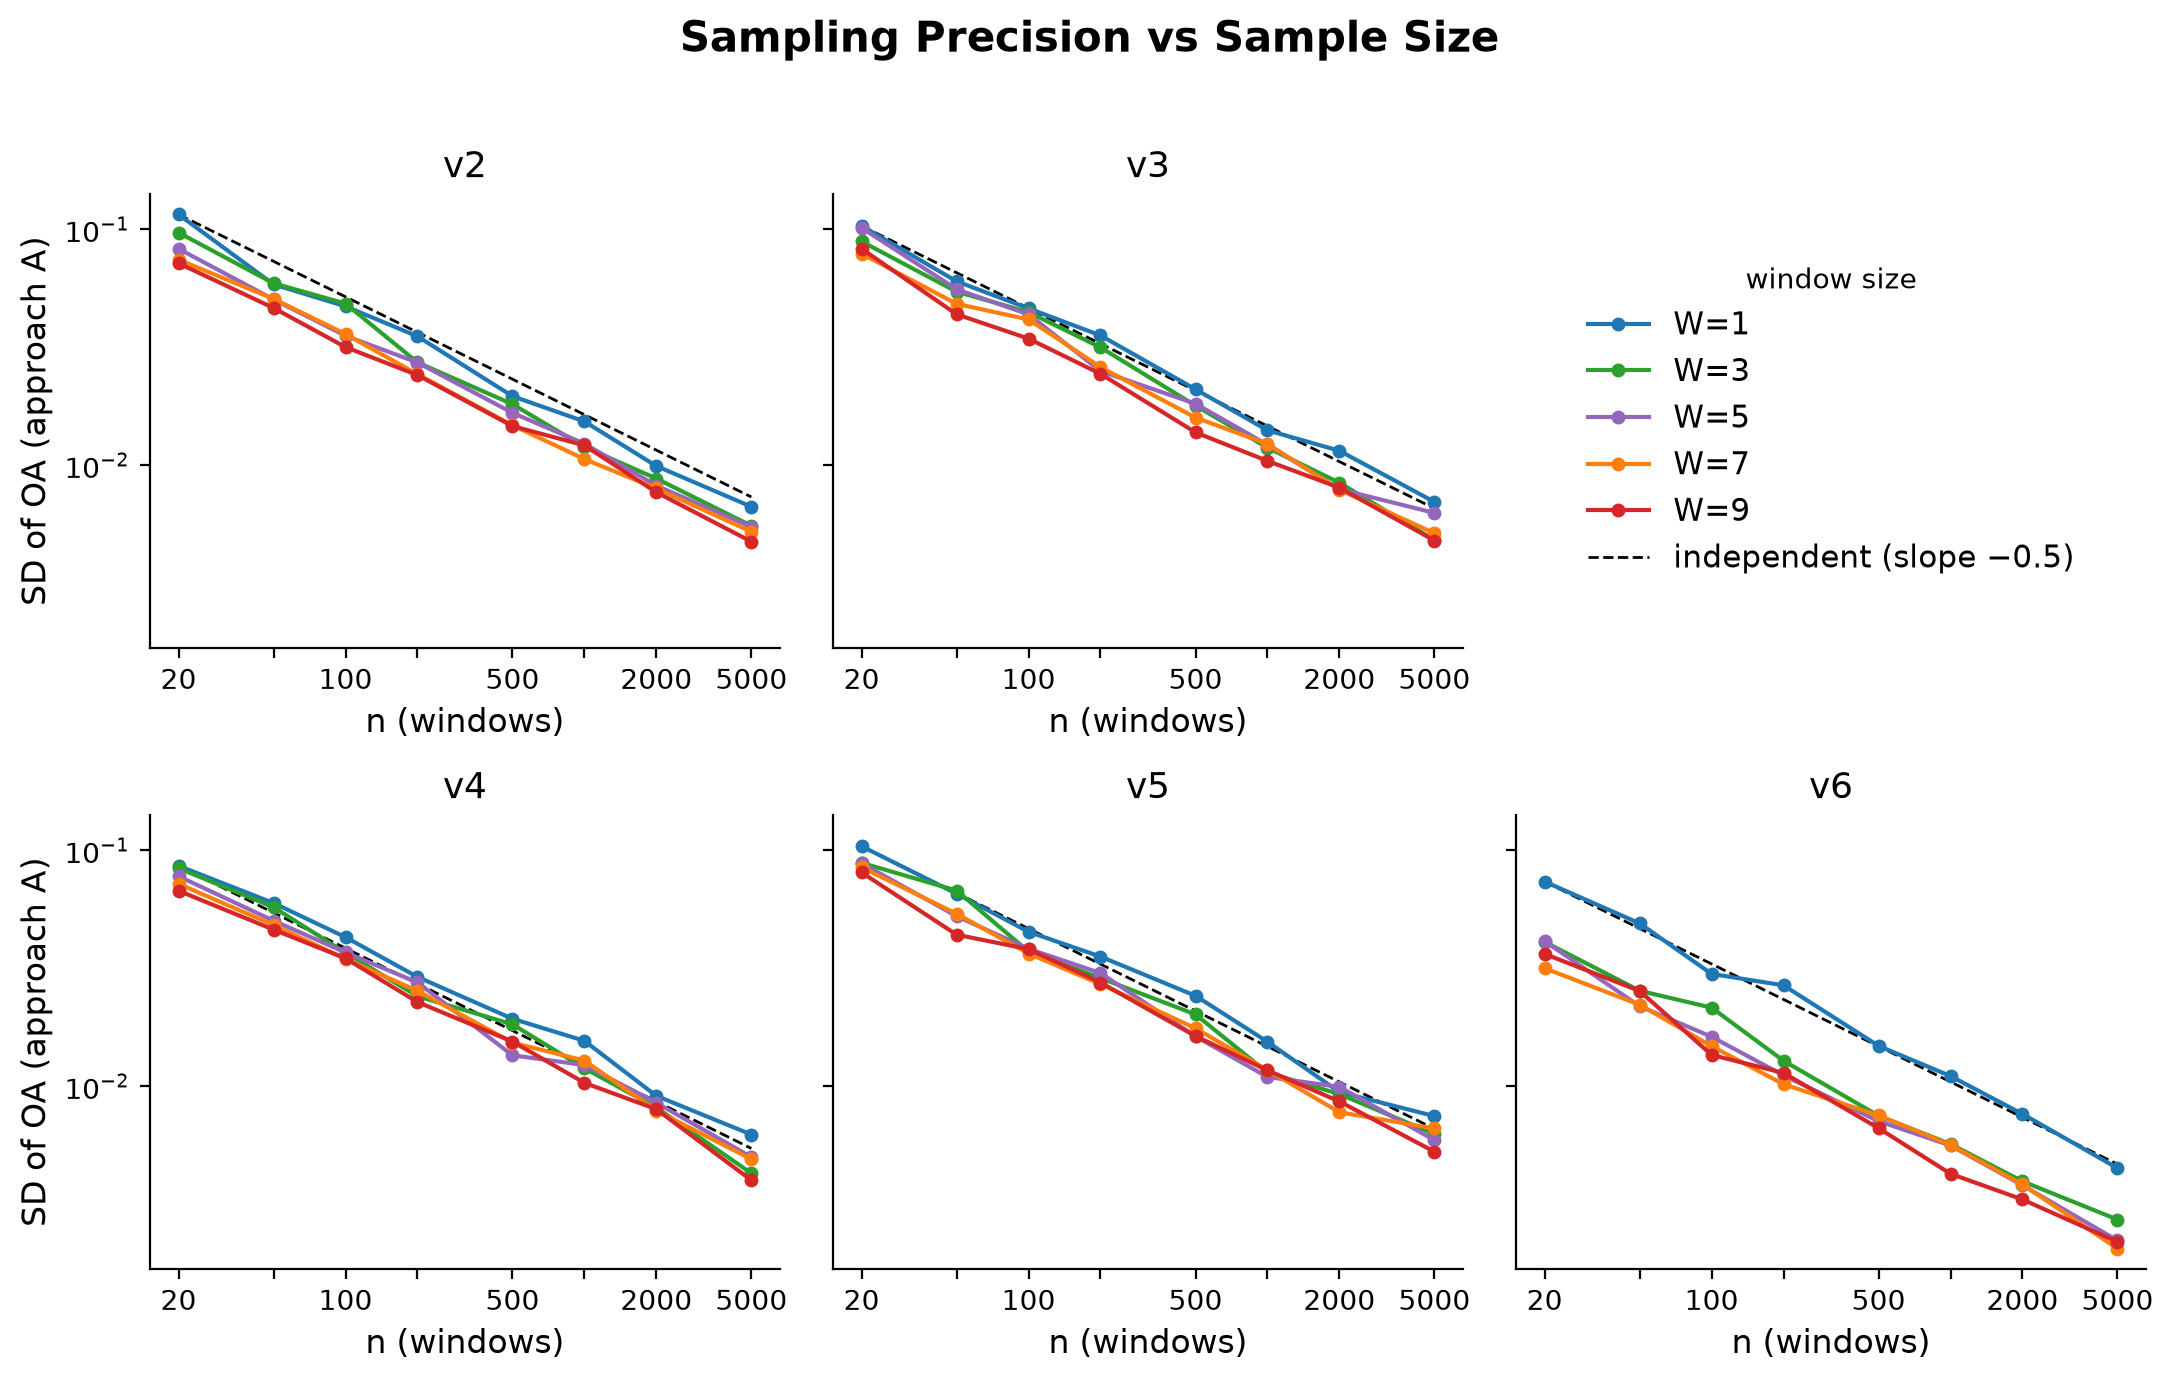 Sampling Precision vs Sample Size
v2
v3
SD of OA (approach A)
10⁻¹
10⁻²
20 100 500 2000 5000
n (windows)
20 100 500 2000 5000
n (windows)
window size
W=1
W=3
W=5
W=7
W=9
independent (slope −0.5)
v4
v5
v6
SD of OA (approach A)
10⁻¹
10⁻²
20 100 500 2000 5000
n (windows)
20 100 500 2000 5000
n (windows)
20 100 500 2000 5000
n (windows)